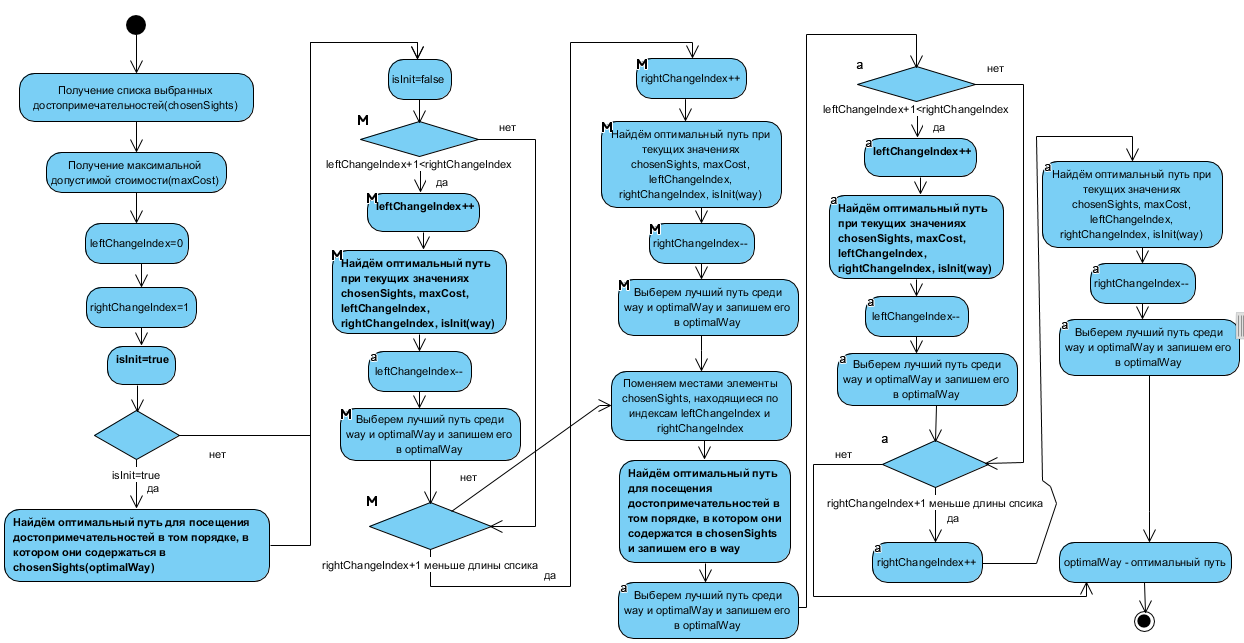 Получение списка выбранных
достопримечательностей(chosenSights)
Получение максимальной
допустимой стоимости(maxCost)
leftChangeIndex=0
rightChangeIndex=1
isInit=true
нет
isInit=true
да
Найдём оптимальный путь для посещения
достопримечательностей в том порядке, в
котором они содержаться в
chosenSights(optimalWay)
isInit=false
M
нет
leftChangeIndex+1<rightChangeIndex
да
M
leftChangeIndex++
M
Найдём оптимальный путь
при текущих значениях
chosenSights, maxCost,
leftChangeIndex,
rightChangeIndex, isInit(way)
a
leftChangeIndex--
M
Выберем лучший путь среди
way и optimalWay и запишем его
в optimalWay
нет
M
rightChangeIndex+1 меньше длины спсика
да
M
rightChangeIndex++
M
Найдём оптимальный путь при
текущих значениях
chosenSights, maxCost,
leftChangeIndex,
rightChangeIndex, isInit(way)
M
rightChangeIndex--
M
Выберем лучший путь среди
way и optimalWay и запишем его
в optimalWay
Поменяем местами элементы
chosenSights, находящиеся по
индексам leftChangeIndex и
rightChangeIndex
Найдём оптимальный путь
для посещения
достопримечательностей в
том порядке, в котором они
содержатся в chosenSights
и запишем его в way
a
Выберем лучший путь среди
way и optimalWay и запишем его
в optimalWay
a
нет
leftChangeIndex+1<rightChangeIndex
да
a
leftChangeIndex++
a
Найдём оптимальный путь
при текущих значениях
chosenSights, maxCost,
leftChangeIndex,
rightChangeIndex, isInit(way)
a
leftChangeIndex--
a
Выберем лучший путь среди
way и optimalWay и запишем его
в optimalWay
a
нет
rightChangeIndex+1 меньше длины спсика
да
a
rightChangeIndex++
a
Найдём оптимальный путь при
текущих значениях
chosenSights, maxCost,
leftChangeIndex,
rightChangeIndex, isInit(way)
a
rightChangeIndex--
a
Выберем лучший путь среди
way и optimalWay и запишем его
в optimalWay
optimalWay - оптимальный путь